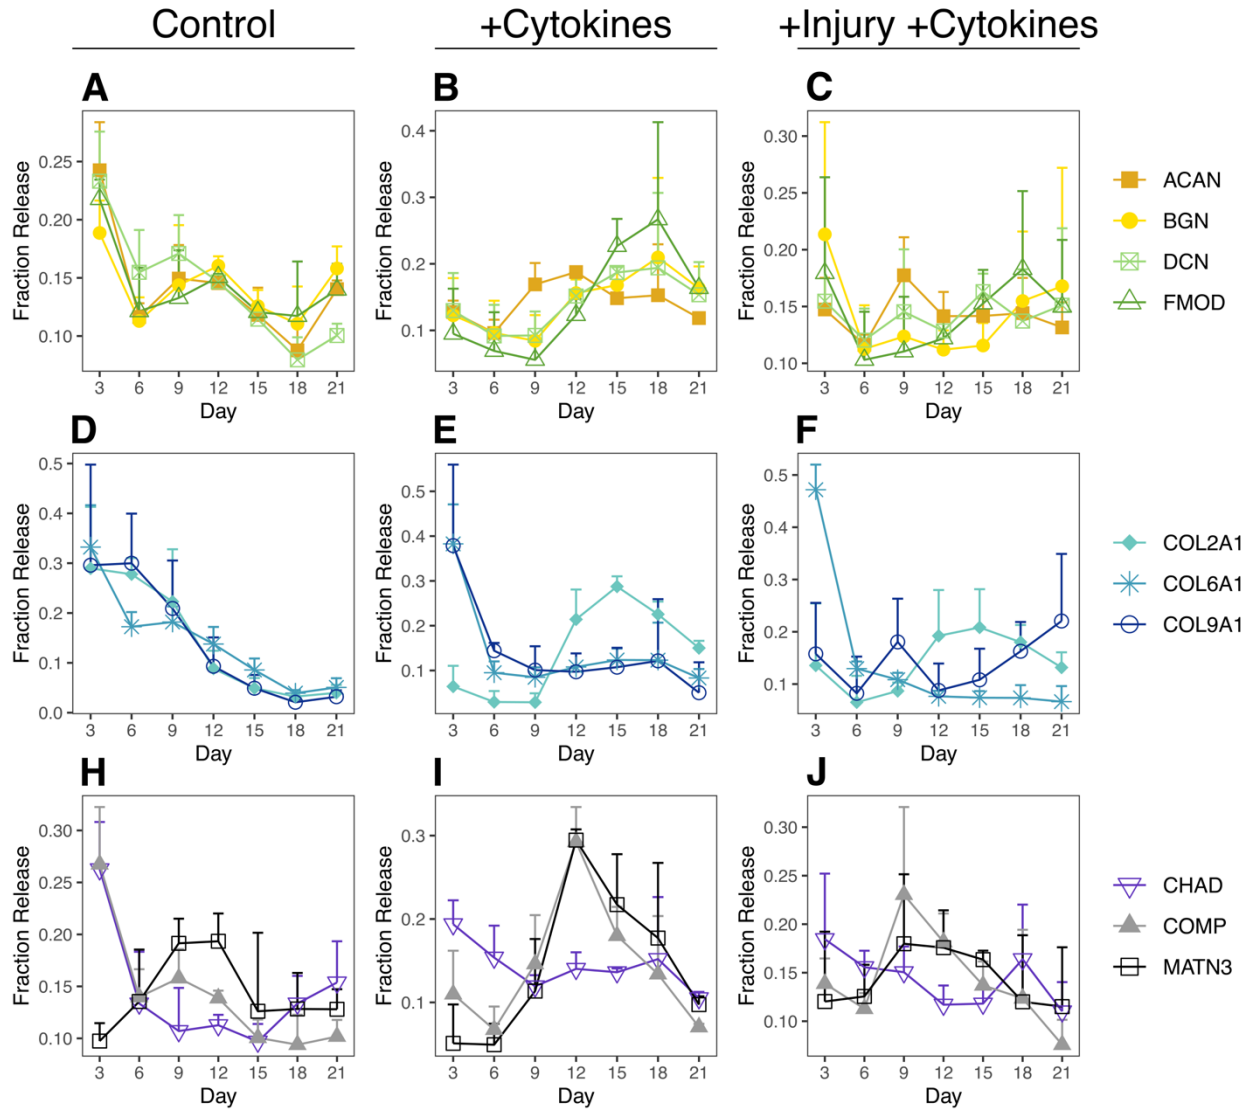 Control +Cytokines +Injury +Cytokines
A B C
Fraction Release
0.25
0.20
0.15
0.10
3 6 9 12 15 18 21
Day
Fraction Release
0.4
0.3
0.2
0.1
3 6 9 12 15 18 21
Day
Fraction Release
0.30
0.25
0.20
0.15
0.10
3 6 9 12 15 18 21
Day
ACAN
BGN
DCN
FMOD
D E F
Fraction Release
0.5
0.4
0.3
0.2
0.1
0.0
3 6 9 12 15 18 21
Day
Fraction Release
0.5
0.4
0.3
0.2
0.1
3 6 9 12 15 18 21
Day
Fraction Release
0.5
0.4
0.3
0.2
0.1
3 6 9 12 15 18 21
Day
COL2A1
COL6A1
COL9A1
H I J
Fraction Release
0.30
0.25
0.20
0.15
0.10
3 6 9 12 15 18 21
Day
Fraction Release
0.3
0.2
0.1
3 6 9 12 15 18 21
Day
Fraction Release
0.30
0.25
0.20
0.15
0.10
3 6 9 12 15 18 21
Day
CHAD
COMP
MATN3